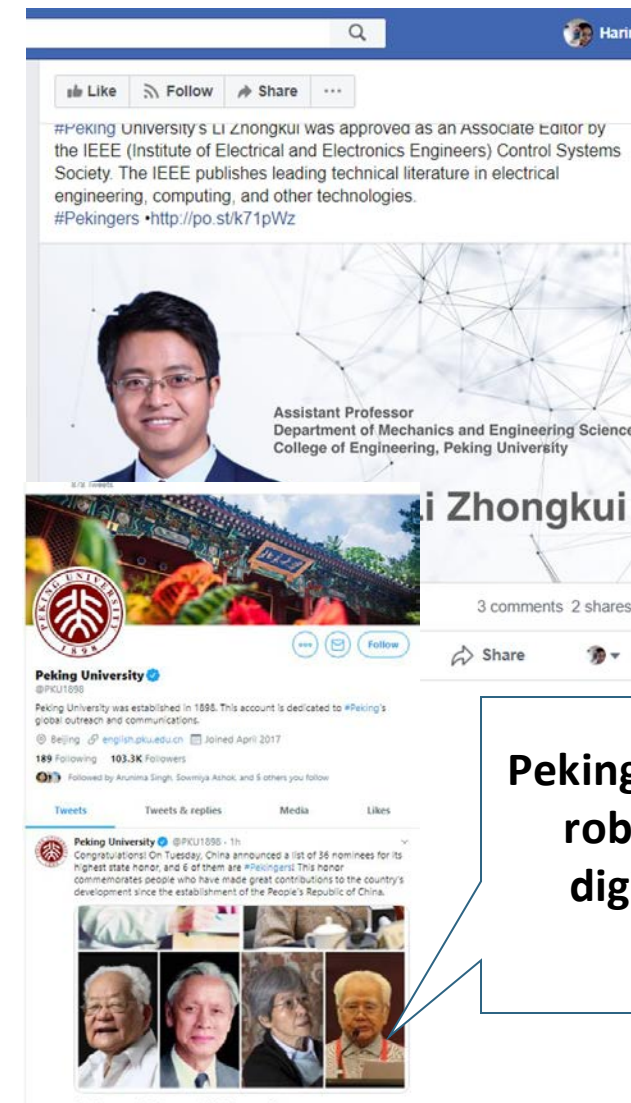 Harin
Like Follow Share ...
#Peking University's Li Zhongkui was approved as an Associate Editor by
the IEEE (Institute of Electrical and Electronics Engineers) Control Systems
Society. The IEEE publishes leading technical literature in electrical
engineering, computing, and other technologies.
#Pekingers •http://po.st/k71pWz
Assistant Professor
Department of Mechanics and Engineering Science
College of Engineering, Peking University
Li Zhongkui
3 comments 2 shares
Share
Tweets
PEKING UNIVERSITY
1898
Follow
Peking University
@PKU1898
Peking University was established in 1898. This account is dedicated to #Peking's
global outreach and communications.
Beijing english.pku.edu.cn Joined April 2017
189 Following 103.3K Followers
Followed by Arunima Singh, Sowmiya Ashok, and 5 others you follow
Tweets Tweets & replies Media Likes
Peking University @PKU1898 · 1h
Congratulations! On Tuesday, China announced a list of 36 nominees for its
highest state honor, and 6 of them are #Pekingers! This honor
commemorates people who have made great contributions to the country's
development since the establishment of the People's Republic of China.
Peking
rob
dig